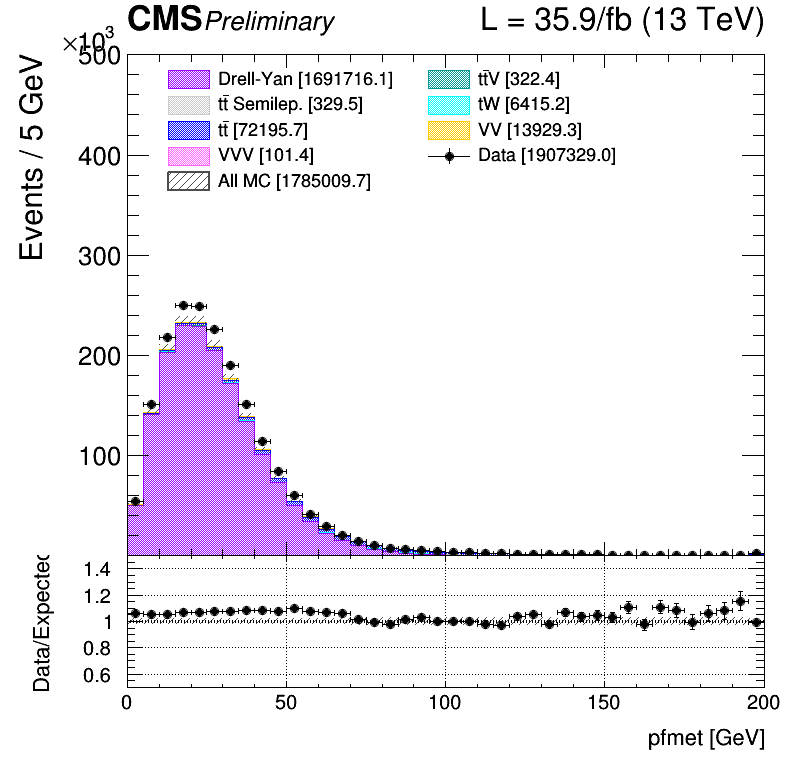 CMS Preliminary L = 35.9/fb (13 TeV)
×10³
Events / 5 GeV
500
400
300
200
100
Drell-Yan [1691716.1]
tt̄ Semilep. [329.5]
tt̄ [72195.7]
VVV [101.4]
All MC [1785009.7]
tt̄V [322.4]
tW [6415.2]
VV [13929.3]
Data [1907329.0]
Data/Expected
1.4
1.2
1
0.8
0.6
0 50 100 150 200
pfmet [GeV]